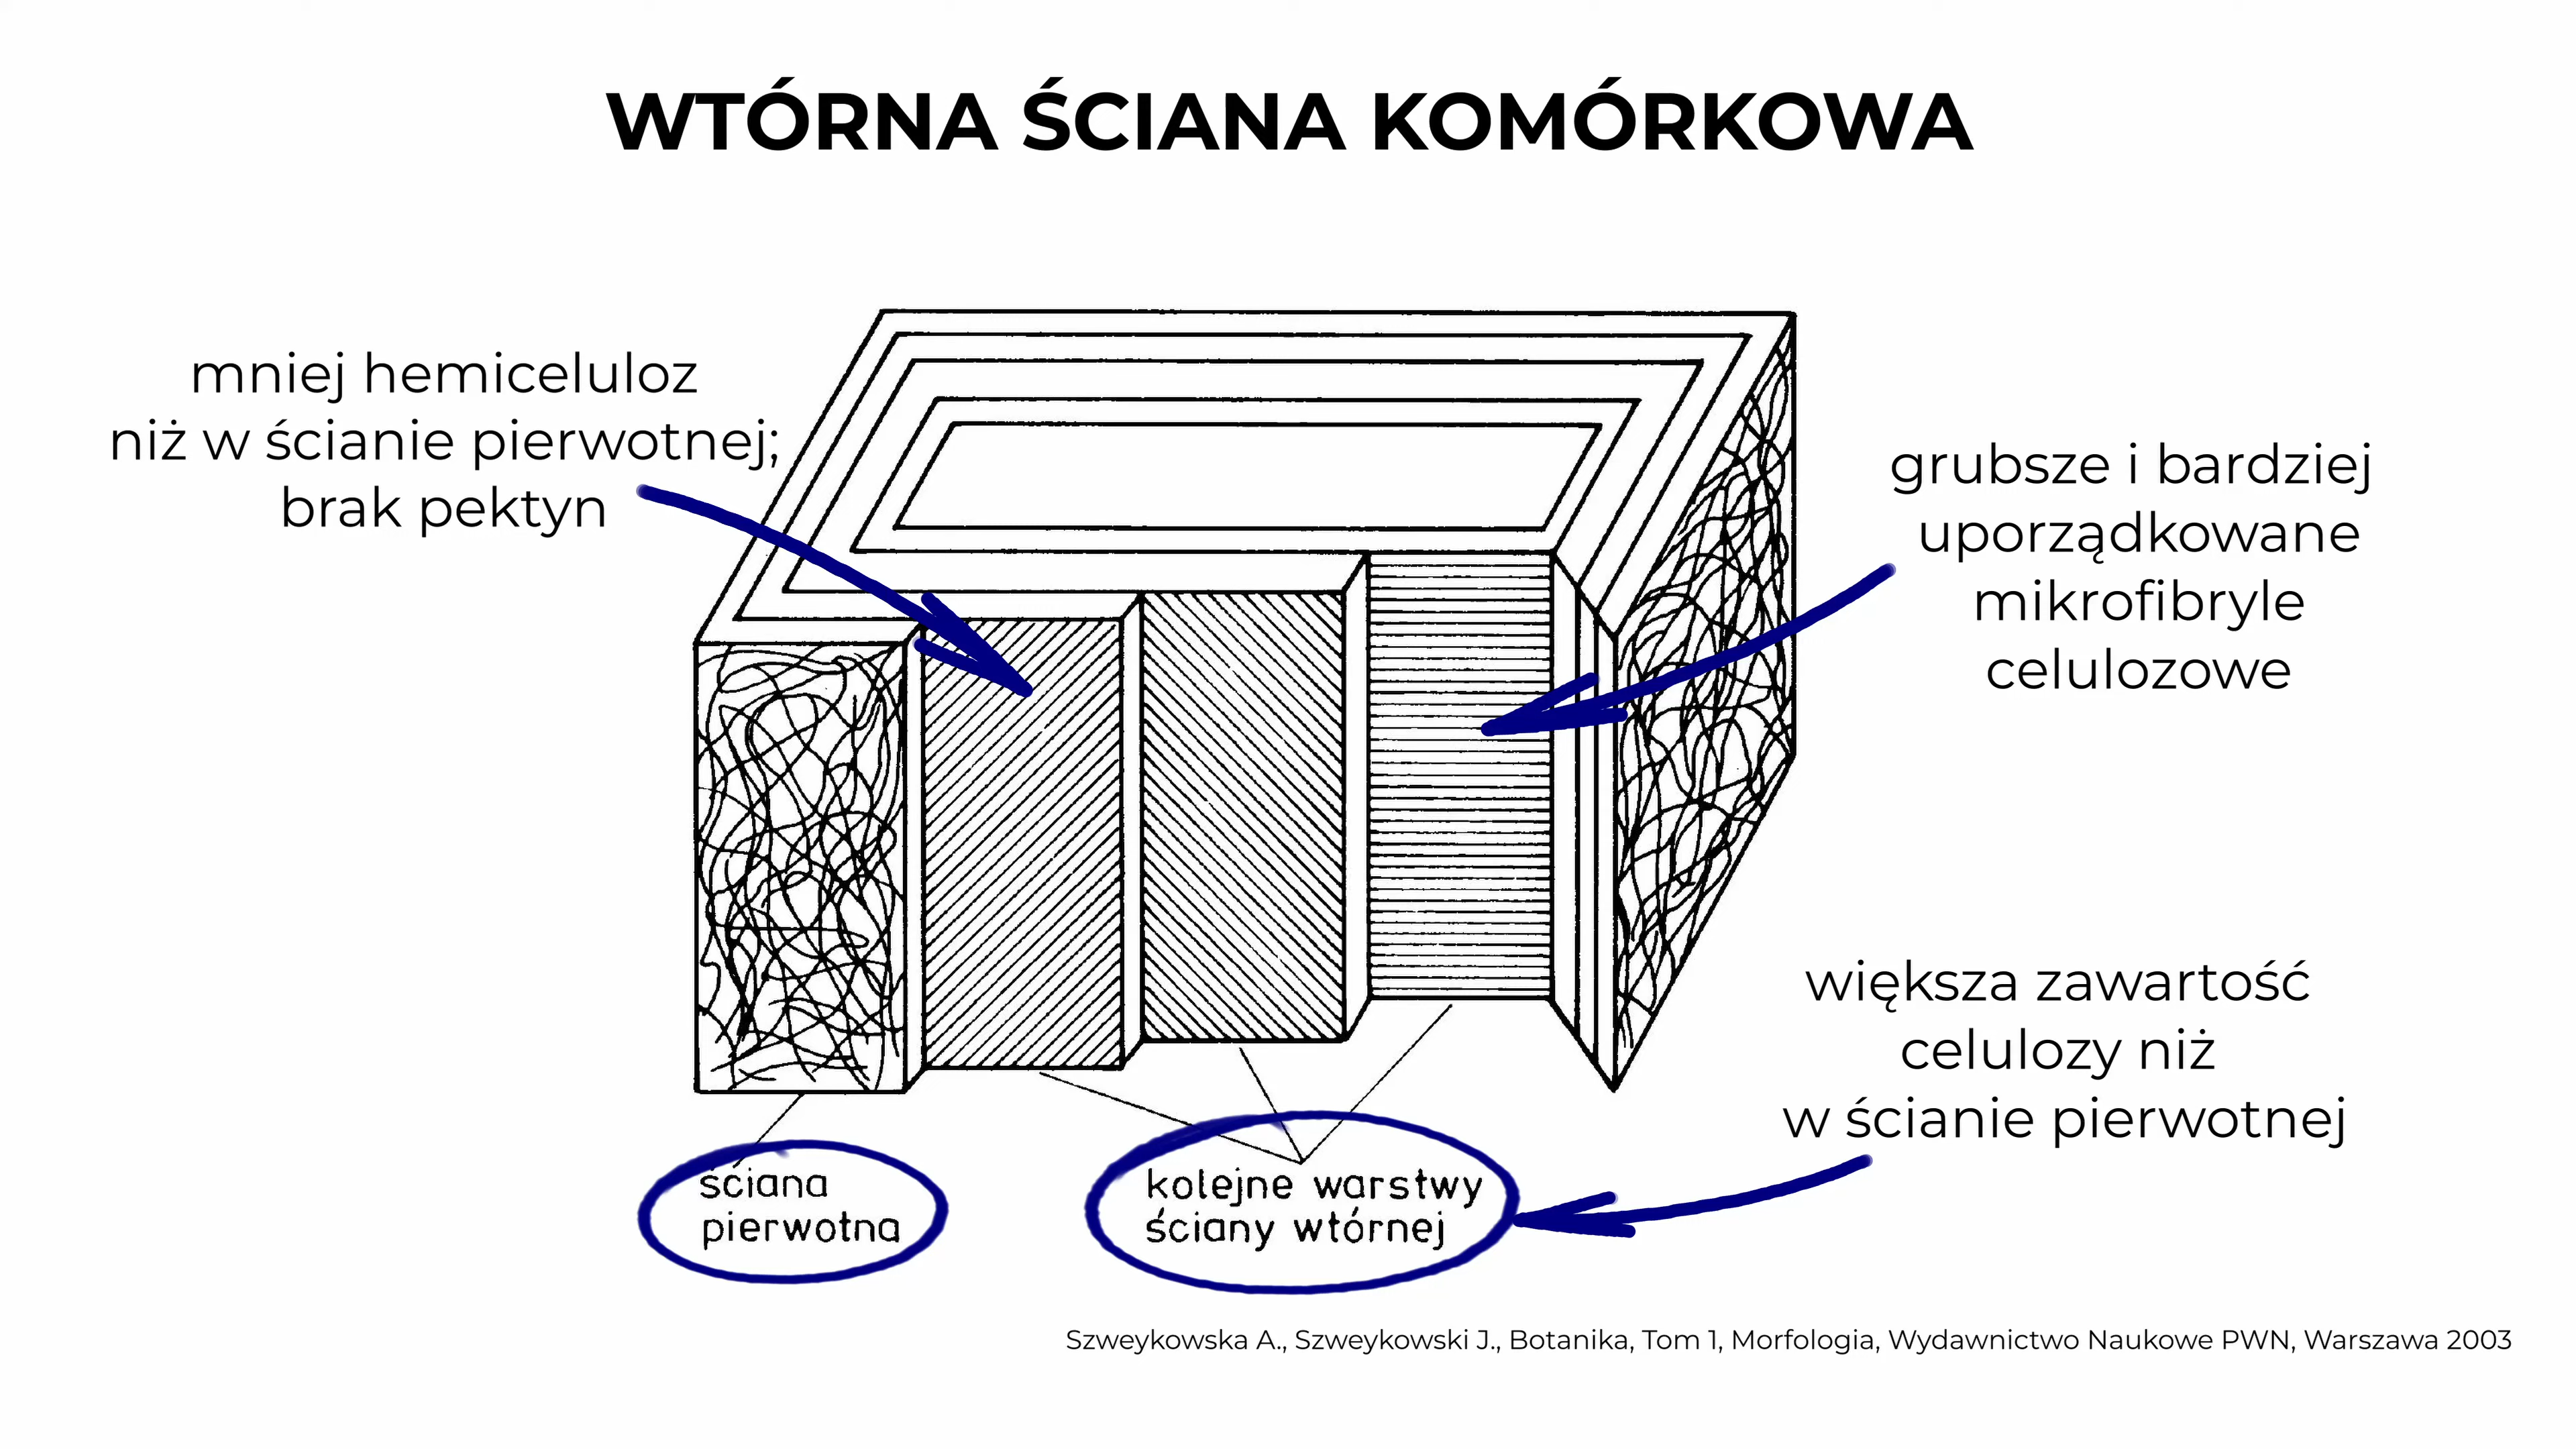 WTÓRNA ŚCIANA KOMÓRKOWA
mniej hemiceluloz
niż w ścianie pierwotnej;
brak pektyn
grubsze i bardziej
uporządkowane
mikrofibryle
celulozowe
większa zawartość
celulozy niż
w ścianie pierwotnej
ściana
pierwotna
kolejne warstwy
ściany wtórnej
Szweykowska A., Szweykowski J., Botanika, Tom 1, Morfologia, Wydawnictwo Naukowe PWN, Warszawa 2003